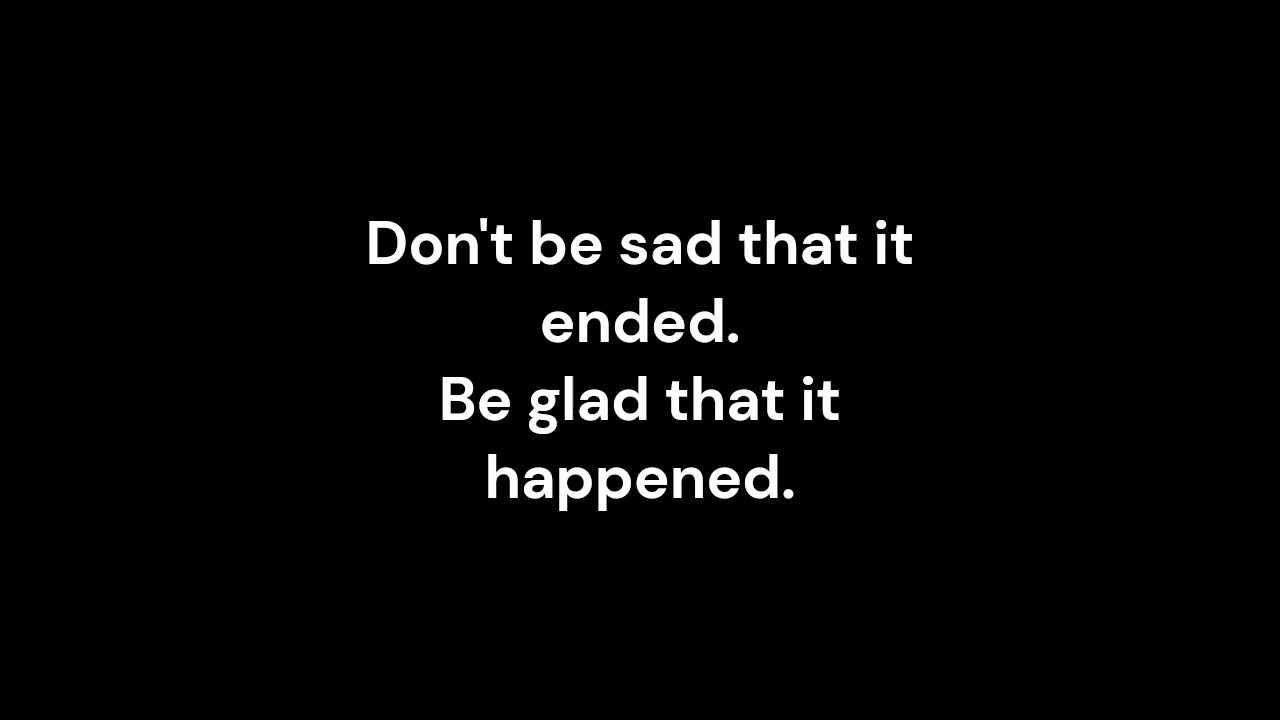 Don't be sad that it
ended.
Be glad that it
happened.